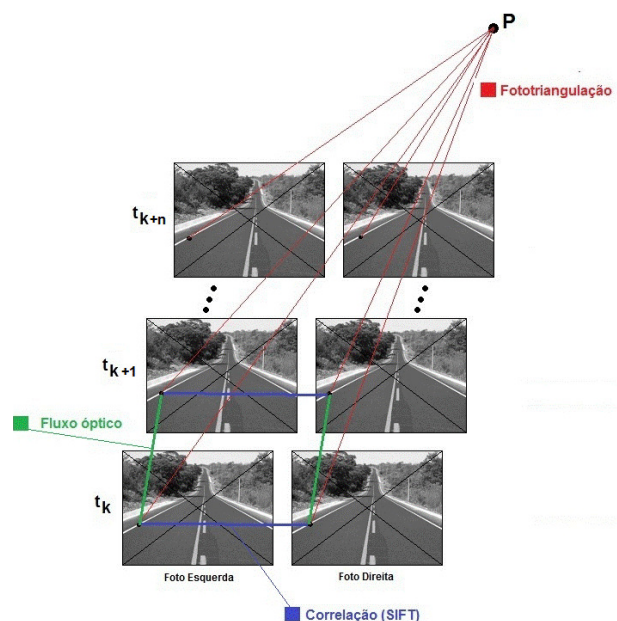 P
Fototriangulação
tk+n
tk+1
Fluxo óptico
tk
Foto Esquerda
Foto Direita
Correlação (SIFT)